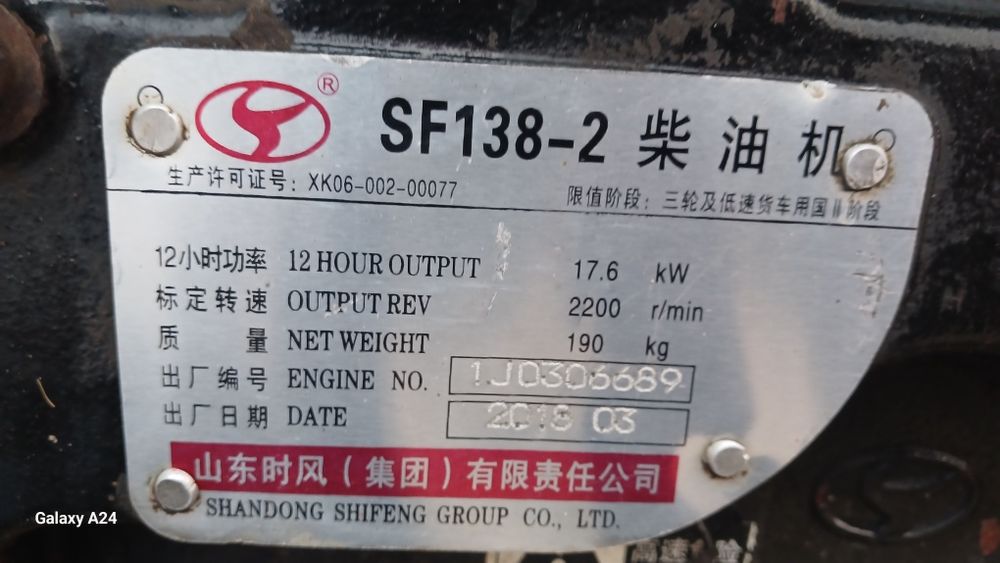 ®
SF138-2 柴油机
生产许可证号：XK06-002-00077
限值阶段：三轮及低速货车用国Ⅱ阶段
12小时功率 12 HOUR OUTPUT 17.6 kW
标定转速 OUTPUT REV 2200 r/min
质量 NET WEIGHT 190 kg
出厂编号 ENGINE NO. 1J0306689
出厂日期 DATE 2018 03
山东时风（集团）有限责任公司
SHANDONG SHIFENG GROUP CO., LTD.
Galaxy A24